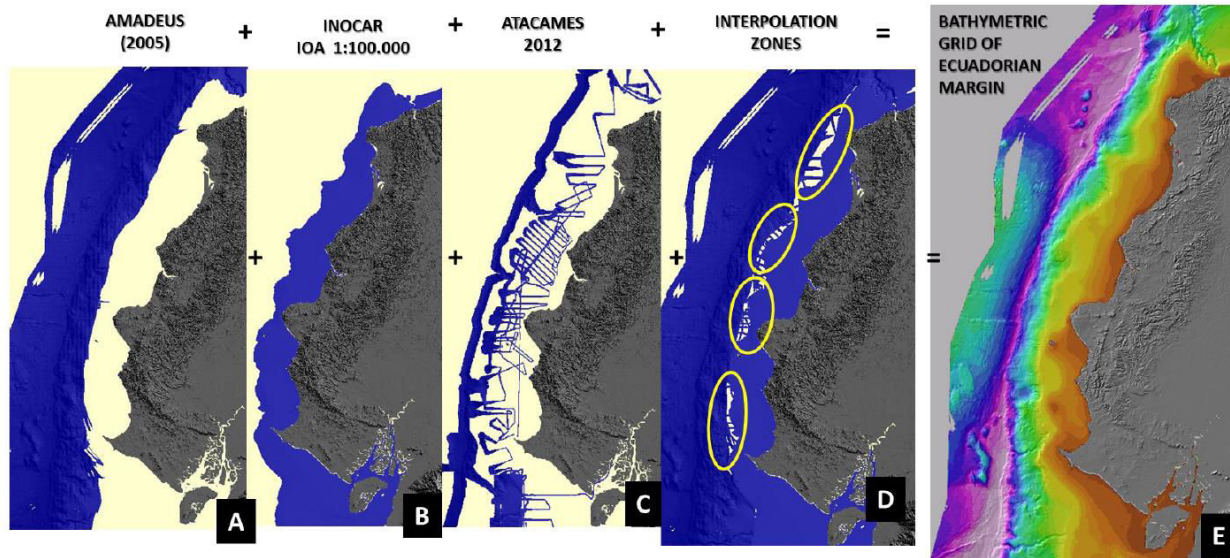 AMADEUS
(2005)
+
INOCAR
IOA 1:100.000
+
ATACAMES
2012
+
INTERPOLATION
ZONES
=
BATHYMETRIC
GRID OF
ECUADORIAN
MARGIN
+
+
+
=
A
B
C
D
E